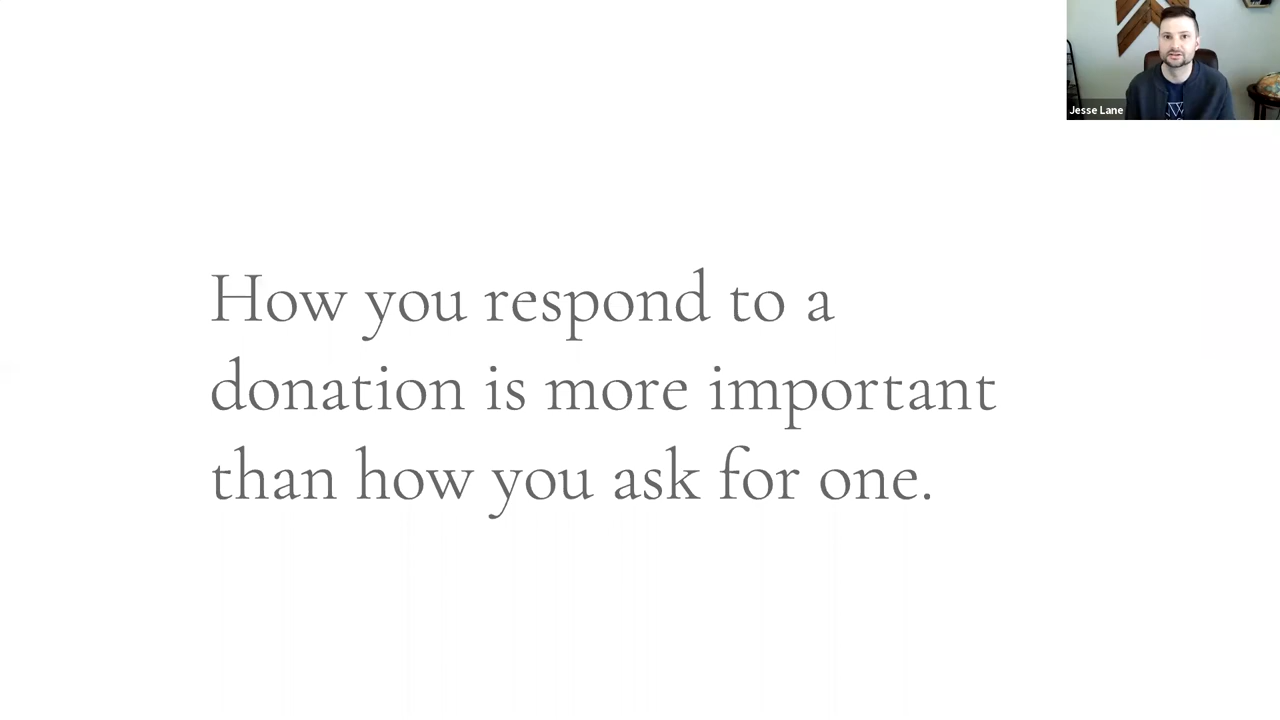 Jesse Lane
How you respond to a
donation is more important
than how you ask for one.